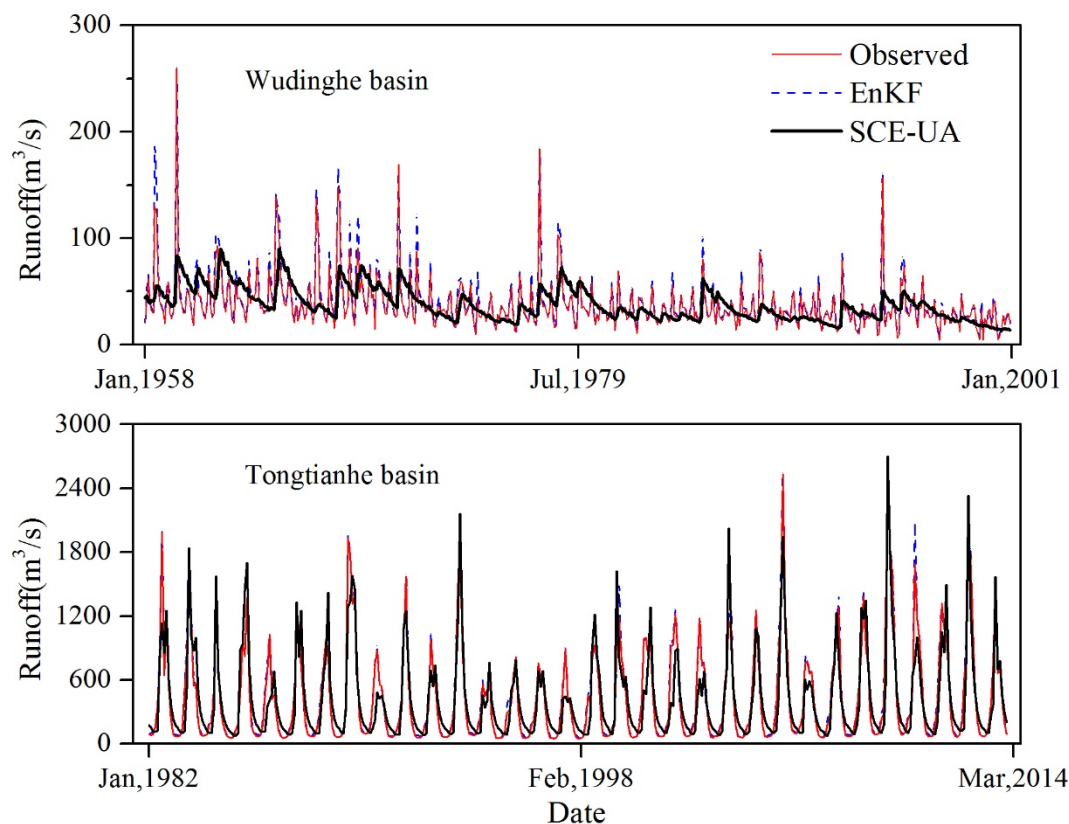 300
Wudinghe basin
Observed
EnKF
SCE-UA
200
100
0
Runoff(m³/s)
Jan,1958
Jul,1979
Jan,2001
3000
Tongtianhe basin
2400
1800
1200
600
0
Runoff(m³/s)
Jan,1982
Feb,1998
Mar,2014
Date